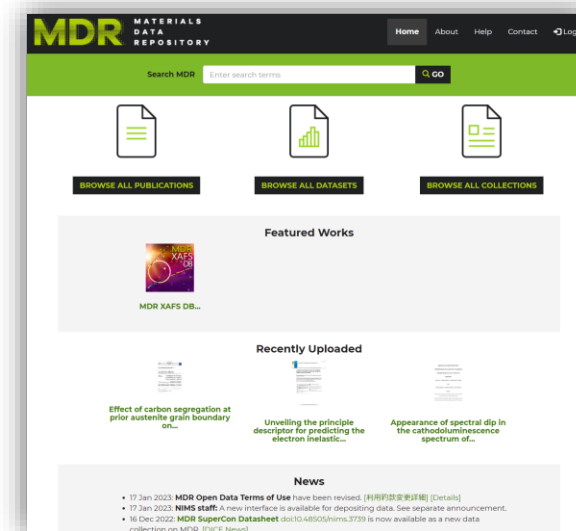 MDR MATERIALS
DATA
REPOSITORY
Home About Help Contact Log
Search MDR Enter search terms GO
BROWSE ALL PUBLICATIONS BROWSE ALL DATASETS BROWSE ALL COLLECTIONS
Featured Works
MDR
XAFS
DB
MDR XAFS DB...
Recently Uploaded
Effect of carbon segregation at
prior austenite grain boundary
on...
Unveiling the principle
descriptor for predicting the
electron inelastic...
Appearance of spectral dip in
the cathodoluminescence
spectrum of...
News
• 17 Jan 2023: MDR Open Data Terms of Use have been revised. [利用約款変更詳細] [Details]
• 17 Jan 2023: NIMS staff: A new interface is available for depositing data. See separate announcement.
• 16 Dec 2022: MDR SuperCon Datasheet doi:10.48505/nims.3739 is now available as a new data
collection on MDR. [DICE News]